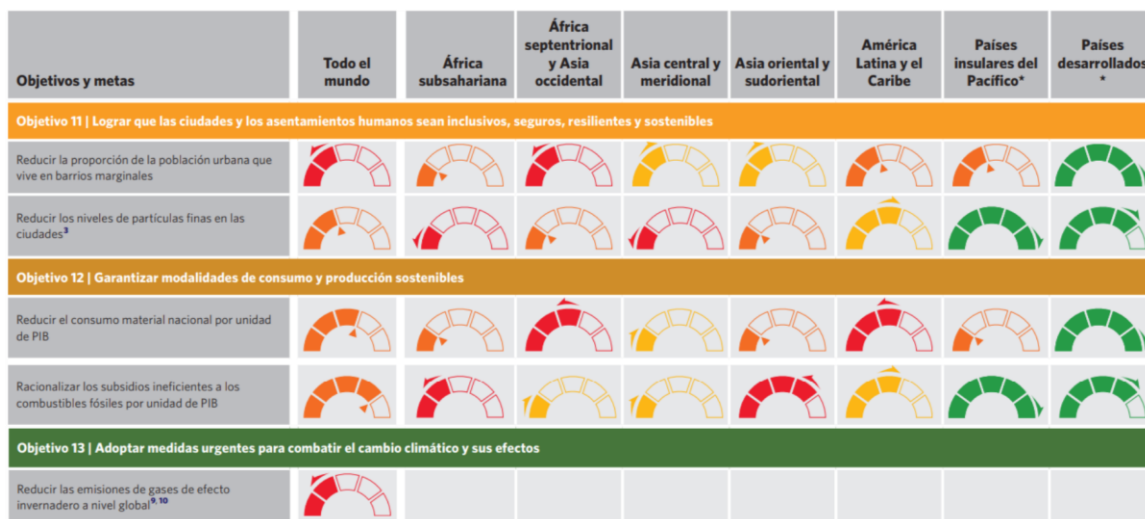 Objetivos y metas
Todo el
mundo
África
subsahariana
África
septentrional
y Asia
occidental
Asia central y
meridional
Asia oriental y
sudoriental
América
Latina y el
Caribe
Países
insulares del
Pacífico*
Países
desarrollados
*
Objetivo 11 | Lograr que las ciudades y los asentamientos humanos sean inclusivos, seguros, resilientes y sostenibles
Reducir la proporción de la población urbana que
vive en barrios marginales
Reducir los niveles de partículas finas en las
ciudades3
Objetivo 12 | Garantizar modalidades de consumo y producción sostenibles
Reducir el consumo material nacional por unidad
de PIB
Racionalizar los subsidios ineficientes a los
combustibles fósiles por unidad de PIB
Objetivo 13 | Adoptar medidas urgentes para combatir el cambio climático y sus efectos
Reducir las emisiones de gases de efecto
invernadero a nivel global9, 10